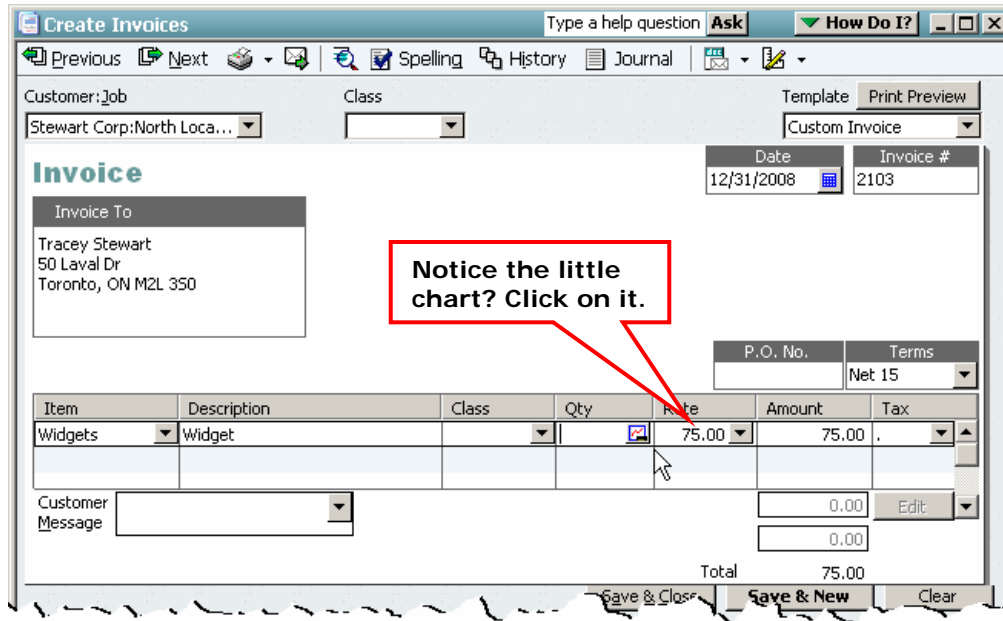 Create Invoices Type a help question Ask How Do I?
Previous Next Spelling History Journal
Customer:Job Class Template Print Preview
Stewart Corp:North Loca... Custom Invoice
Invoice Date Invoice #
12/31/2008 2103
Invoice To
Tracey Stewart
50 Laval Dr
Toronto, ON M2L 3S0
Notice the little
chart? Click on it.
P.O. No. Terms
Net 15
Item Description Class Qty Rate Amount Tax
Widgets Widget 75.00 75.00 .
Customer
Message
0.00 Edit
0.00
Total 75.00
Save & Close Save & New Clear